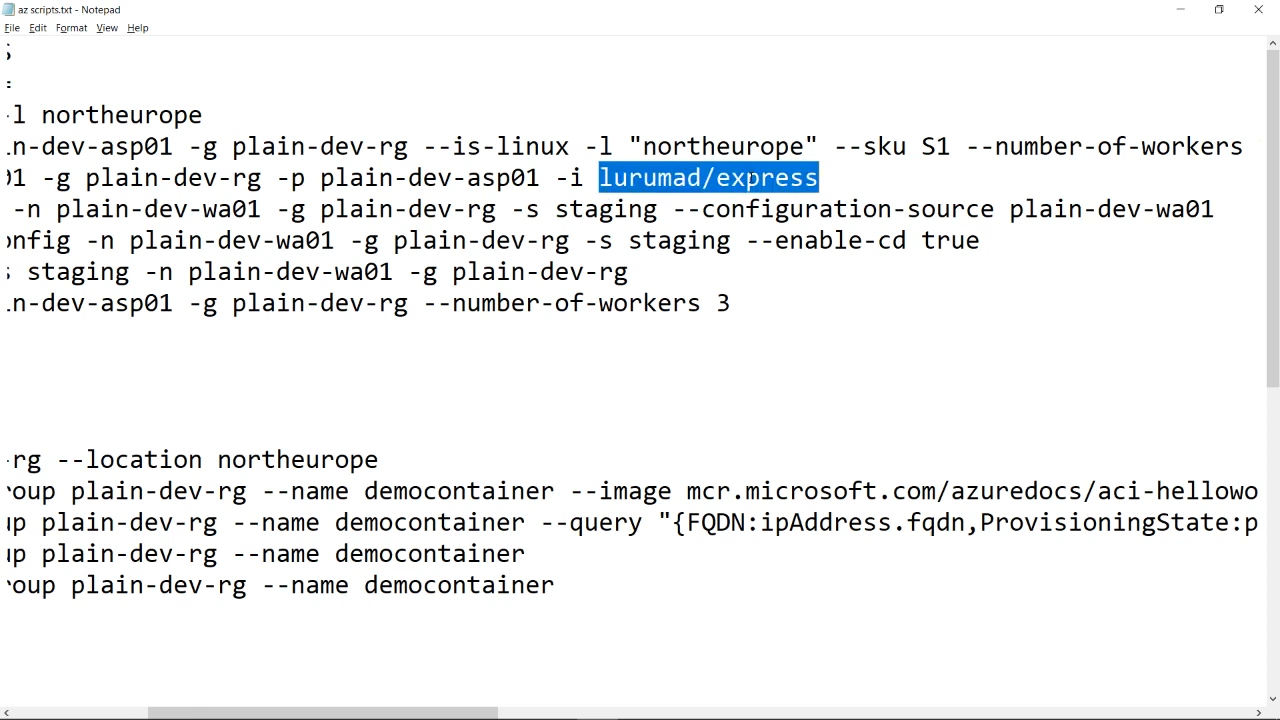 az scripts.txt - Notepad
File Edit Format View Help
-l northeurope
n-dev-asp01 -g plain-dev-rg --is-linux -l "northeurope" --sku S1 --number-of-workers
01 -g plain-dev-rg -p plain-dev-asp01 -i lurumad/express
-n plain-dev-wa01 -g plain-dev-rg -s staging --configuration-source plain-dev-wa01
onfig -n plain-dev-wa01 -g plain-dev-rg -s staging --enable-cd true
s staging -n plain-dev-wa01 -g plain-dev-rg
n-dev-asp01 -g plain-dev-rg --number-of-workers 3
-rg --location northeurope
roup plain-dev-rg --name democontainer --image mcr.microsoft.com/azuredocs/aci-hellowo
up plain-dev-rg --name democontainer --query "{FQDN:ipAddress.fqdn,ProvisioningState:p
up plain-dev-rg --name democontainer
roup plain-dev-rg --name democontainer